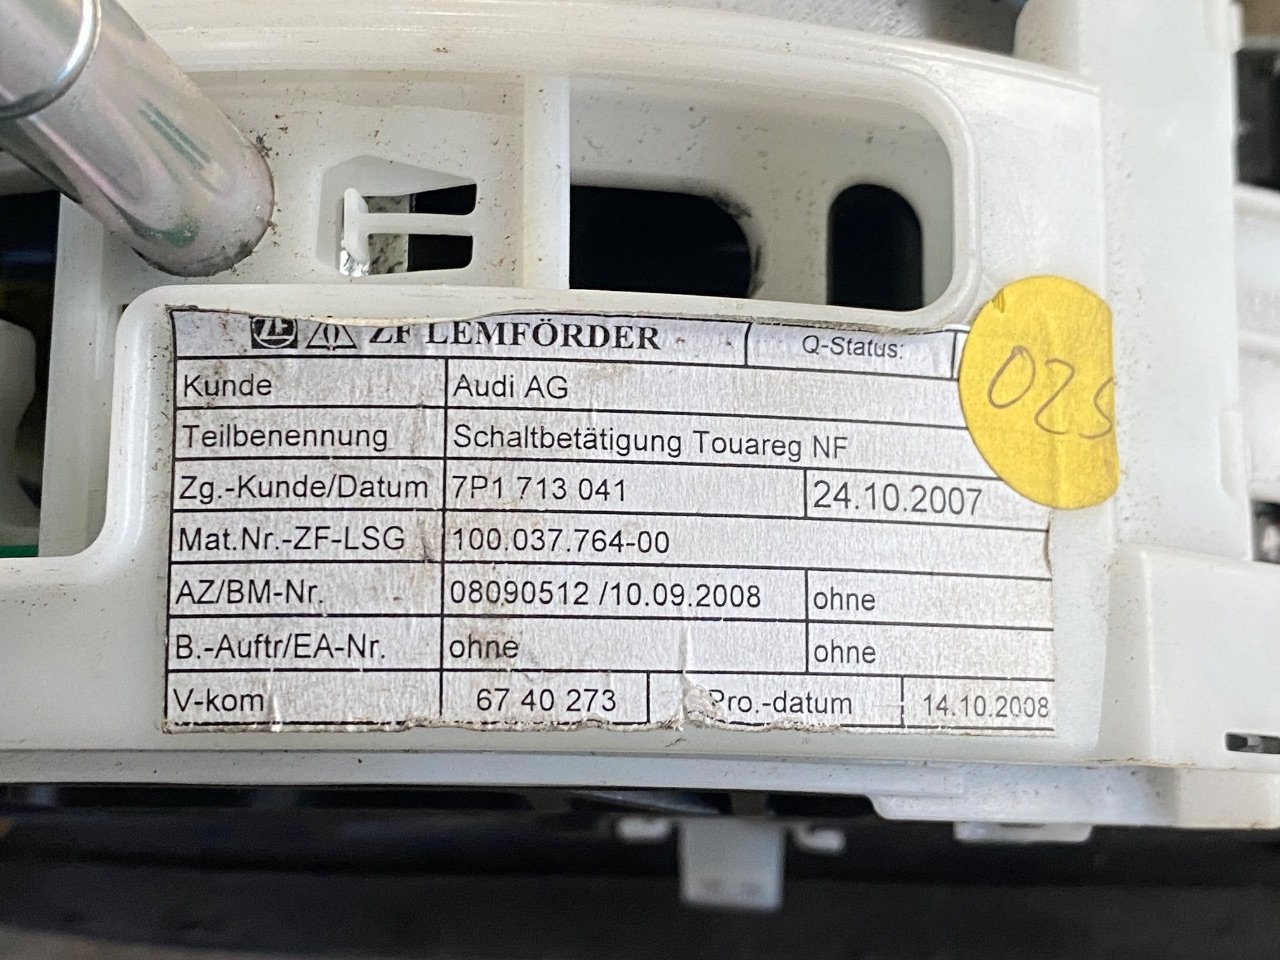 ZF ZF LEMFÖRDER Q-Status:
025
Kunde Audi AG
Teilbenennung Schaltbetätigung Touareg NF
Zg.-Kunde/Datum 7P1 713 041 24.10.2007
Mat.Nr.-ZF-LSG 100.037.764-00
AZ/BM-Nr. 08090512 /10.09.2008 ohne
B.-Auftr/EA-Nr. ohne ohne
V-kom 67 40 273 Pro.-datum 14.10.2008